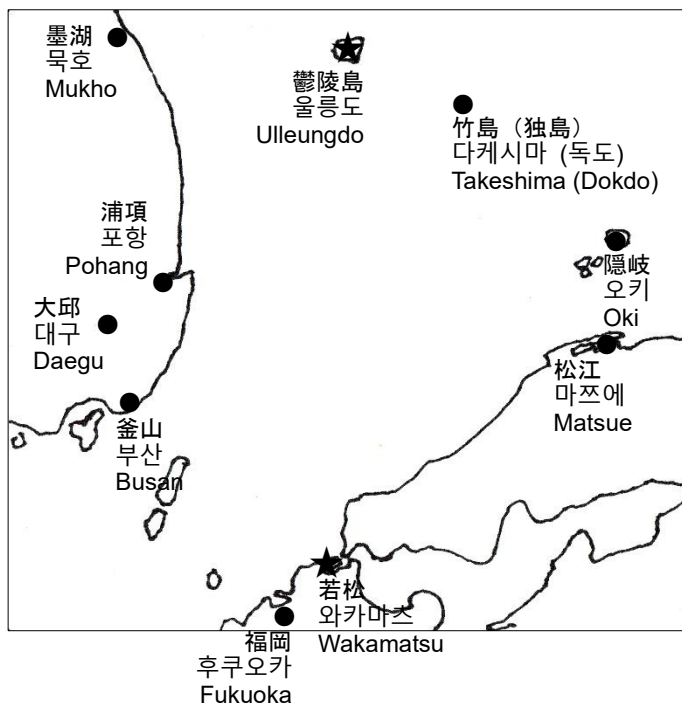 墨湖
묵호
Mukho
鬱陵島
울릉도
Ulleungdo
竹島（独島）
다케시마 (독도)
Takeshima (Dokdo)
浦項
포항
Pohang
隠岐
오키
Oki
大邱
대구
Daegu
松江
마쯔에
Matsue
釜山
부산
Busan
若松
와카마츠
Wakamatsu
福岡
후쿠오카
Fukuoka